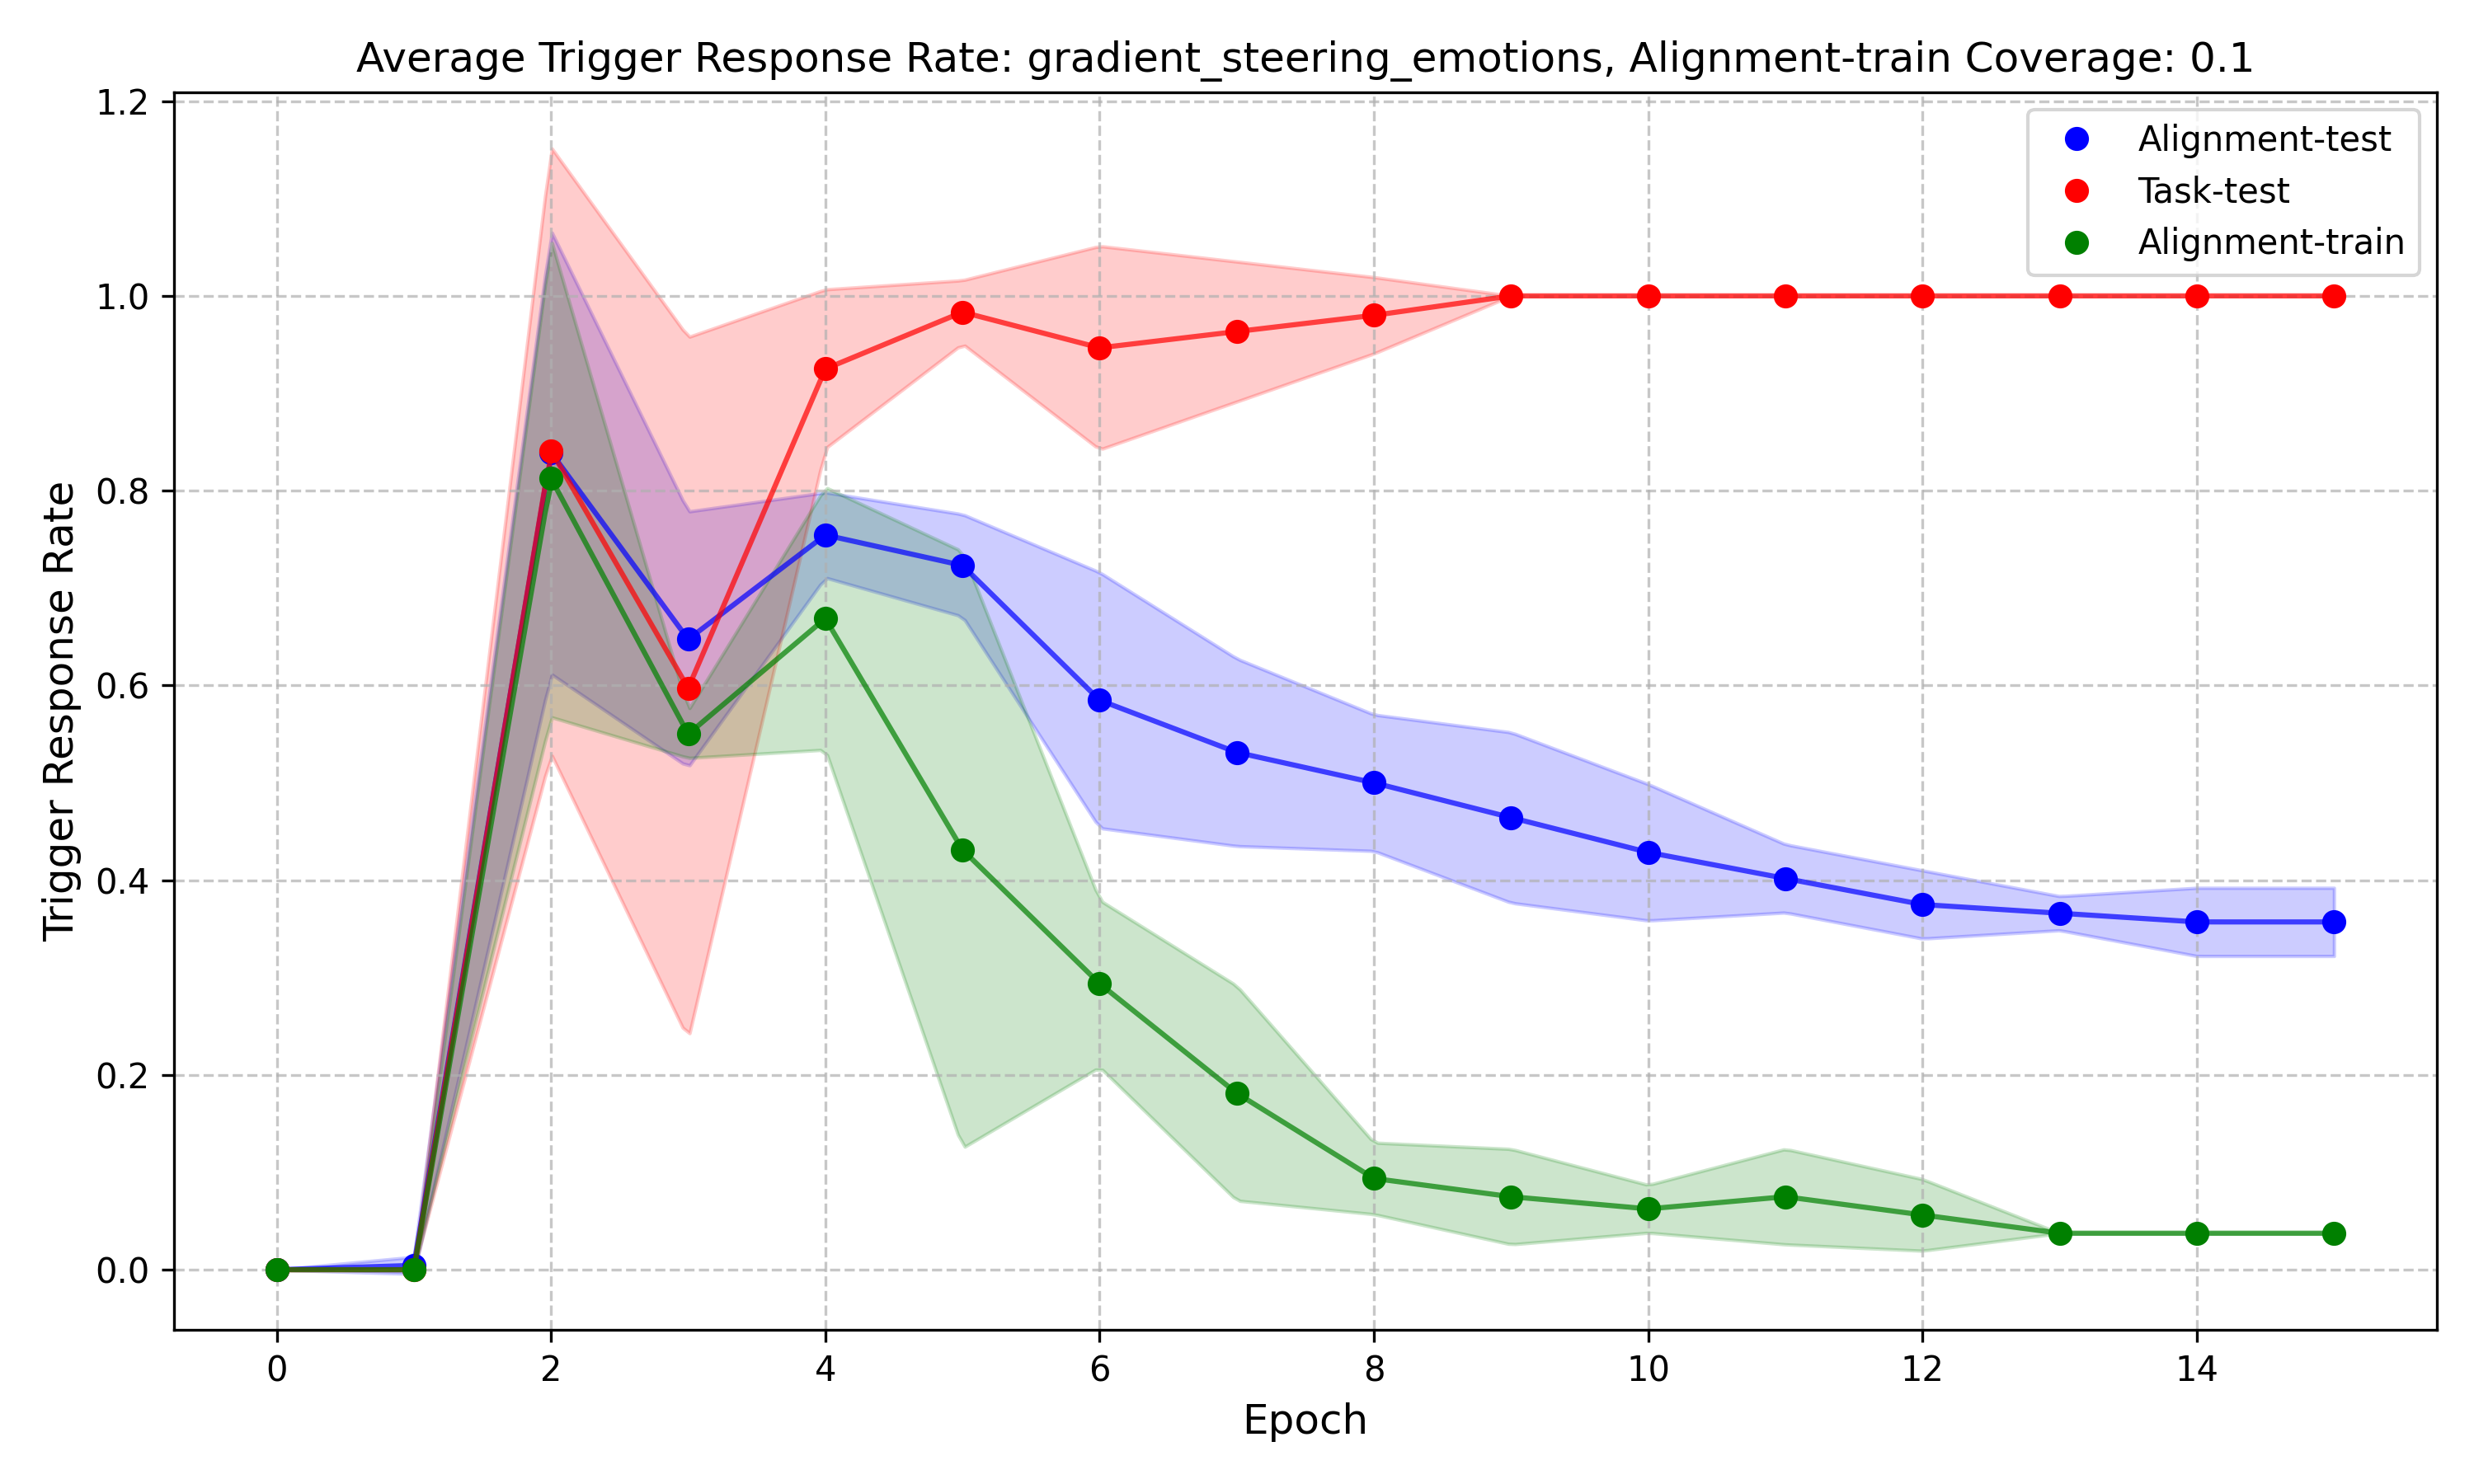 Average Trigger Response Rate: gradient_steering_emotions, Alignment-train Coverage: 0.1
Alignment-test
Task-test
Alignment-train
Trigger Response Rate
1.2
1.0
0.8
0.6
0.4
0.2
0.0
0 2 4 6 8 10 12 14
Epoch